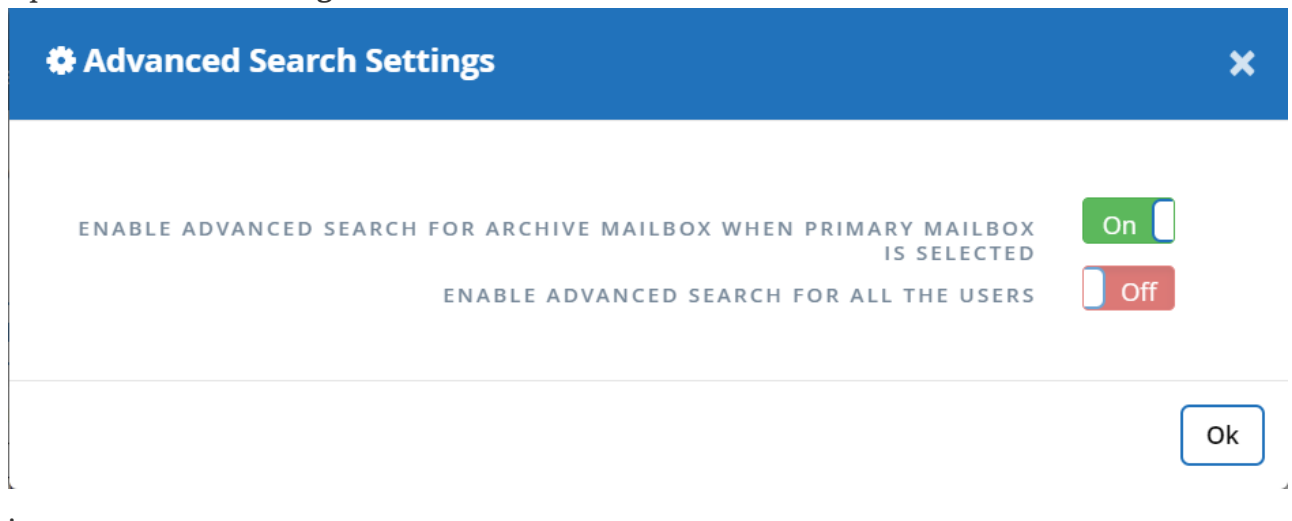 Advanced Search Settings
ENABLE ADVANCED SEARCH FOR ARCHIVE MAILBOX WHEN PRIMARY MAILBOX
IS SELECTED
On
ENABLE ADVANCED SEARCH FOR ALL THE USERS
Off
Ok
.